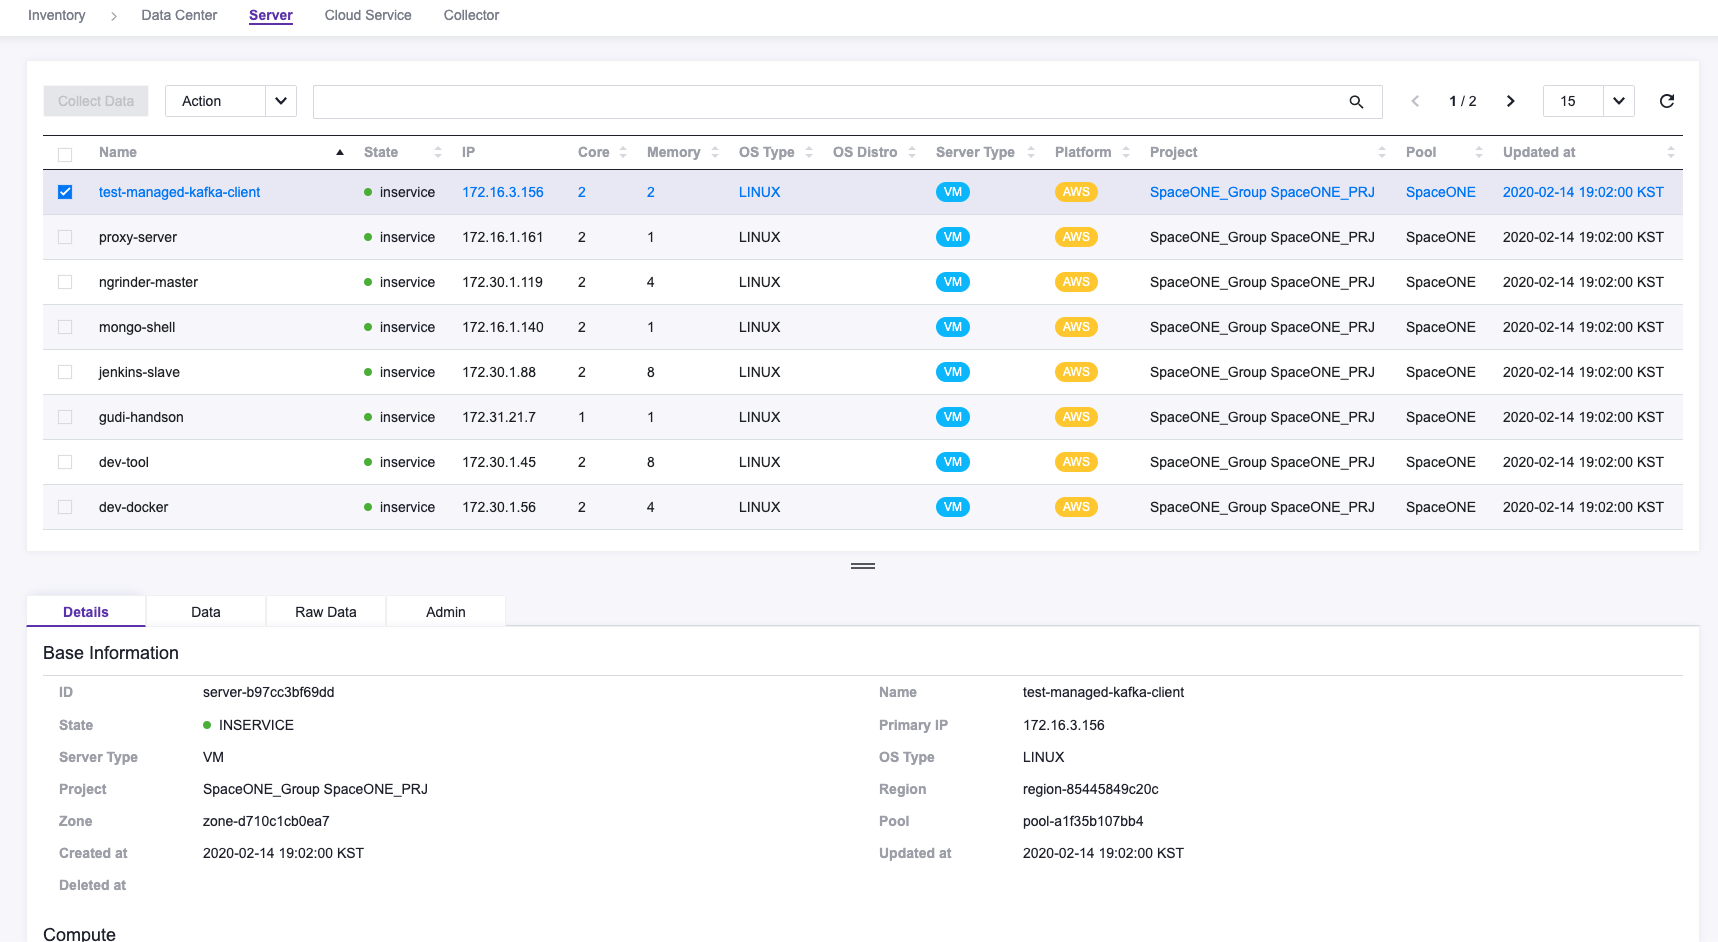 Inventory > Data Center Server Cloud Service Collector
Collect Data Action 1 / 2 15
Name State IP Core Memory OS Type OS Distro Server Type Platform Project Pool Updated at
test-managed-kafka-client inservice 172.16.3.156 2 2 LINUX VM AWS SpaceONE_Group SpaceONE_PRJ SpaceONE 2020-02-14 19:02:00 KST
proxy-server inservice 172.16.1.161 2 1 LINUX VM AWS SpaceONE_Group SpaceONE_PRJ SpaceONE 2020-02-14 19:02:00 KST
ngrinder-master inservice 172.30.1.119 2 4 LINUX VM AWS SpaceONE_Group SpaceONE_PRJ SpaceONE 2020-02-14 19:02:00 KST
mongo-shell inservice 172.16.1.140 2 1 LINUX VM AWS SpaceONE_Group SpaceONE_PRJ SpaceONE 2020-02-14 19:02:00 KST
jenkins-slave inservice 172.30.1.88 2 8 LINUX VM AWS SpaceONE_Group SpaceONE_PRJ SpaceONE 2020-02-14 19:02:00 KST
gudi-handson inservice 172.31.21.7 1 1 LINUX VM AWS SpaceONE_Group SpaceONE_PRJ SpaceONE 2020-02-14 19:02:00 KST
dev-tool inservice 172.30.1.45 2 8 LINUX VM AWS SpaceONE_Group SpaceONE_PRJ SpaceONE 2020-02-14 19:02:00 KST
dev-docker inservice 172.30.1.56 2 4 LINUX VM AWS SpaceONE_Group SpaceONE_PRJ SpaceONE 2020-02-14 19:02:00 KST
Details Data Raw Data Admin
Base Information
ID server-b97cc3bf69dd Name test-managed-kafka-client
State INSERVICE Primary IP 172.16.3.156
Server Type VM OS Type LINUX
Project SpaceONE_Group SpaceONE_PRJ Region region-85445849c20c
Zone zone-d710c1cb0ea7 Pool pool-a1f35b107bb4
Created at 2020-02-14 19:02:00 KST Updated at 2020-02-14 19:02:00 KST
Deleted at
Compute